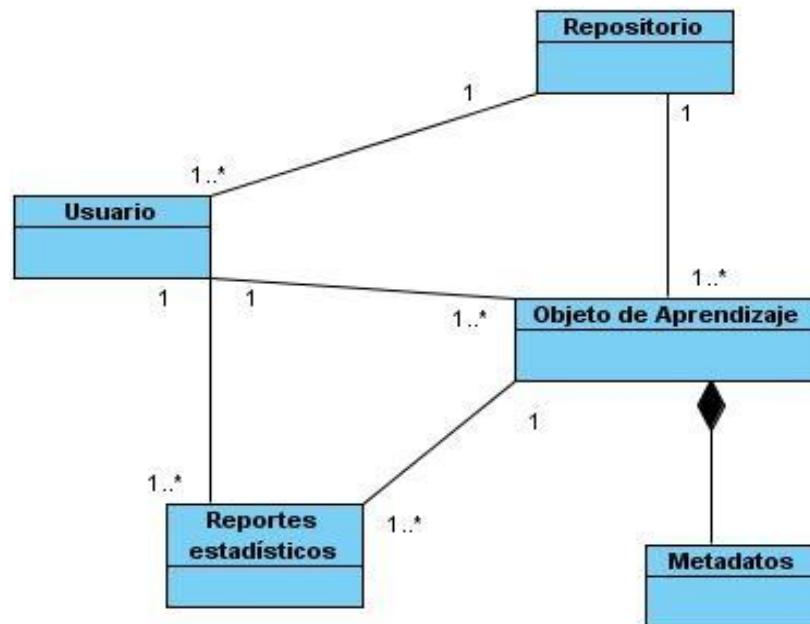 Repositorio
1
1
1..*
Usuario
1
1
1..*
1..*
Objeto de Aprendizaje
1
1..*
1..*
Reportes
estadísticos
Metadatos